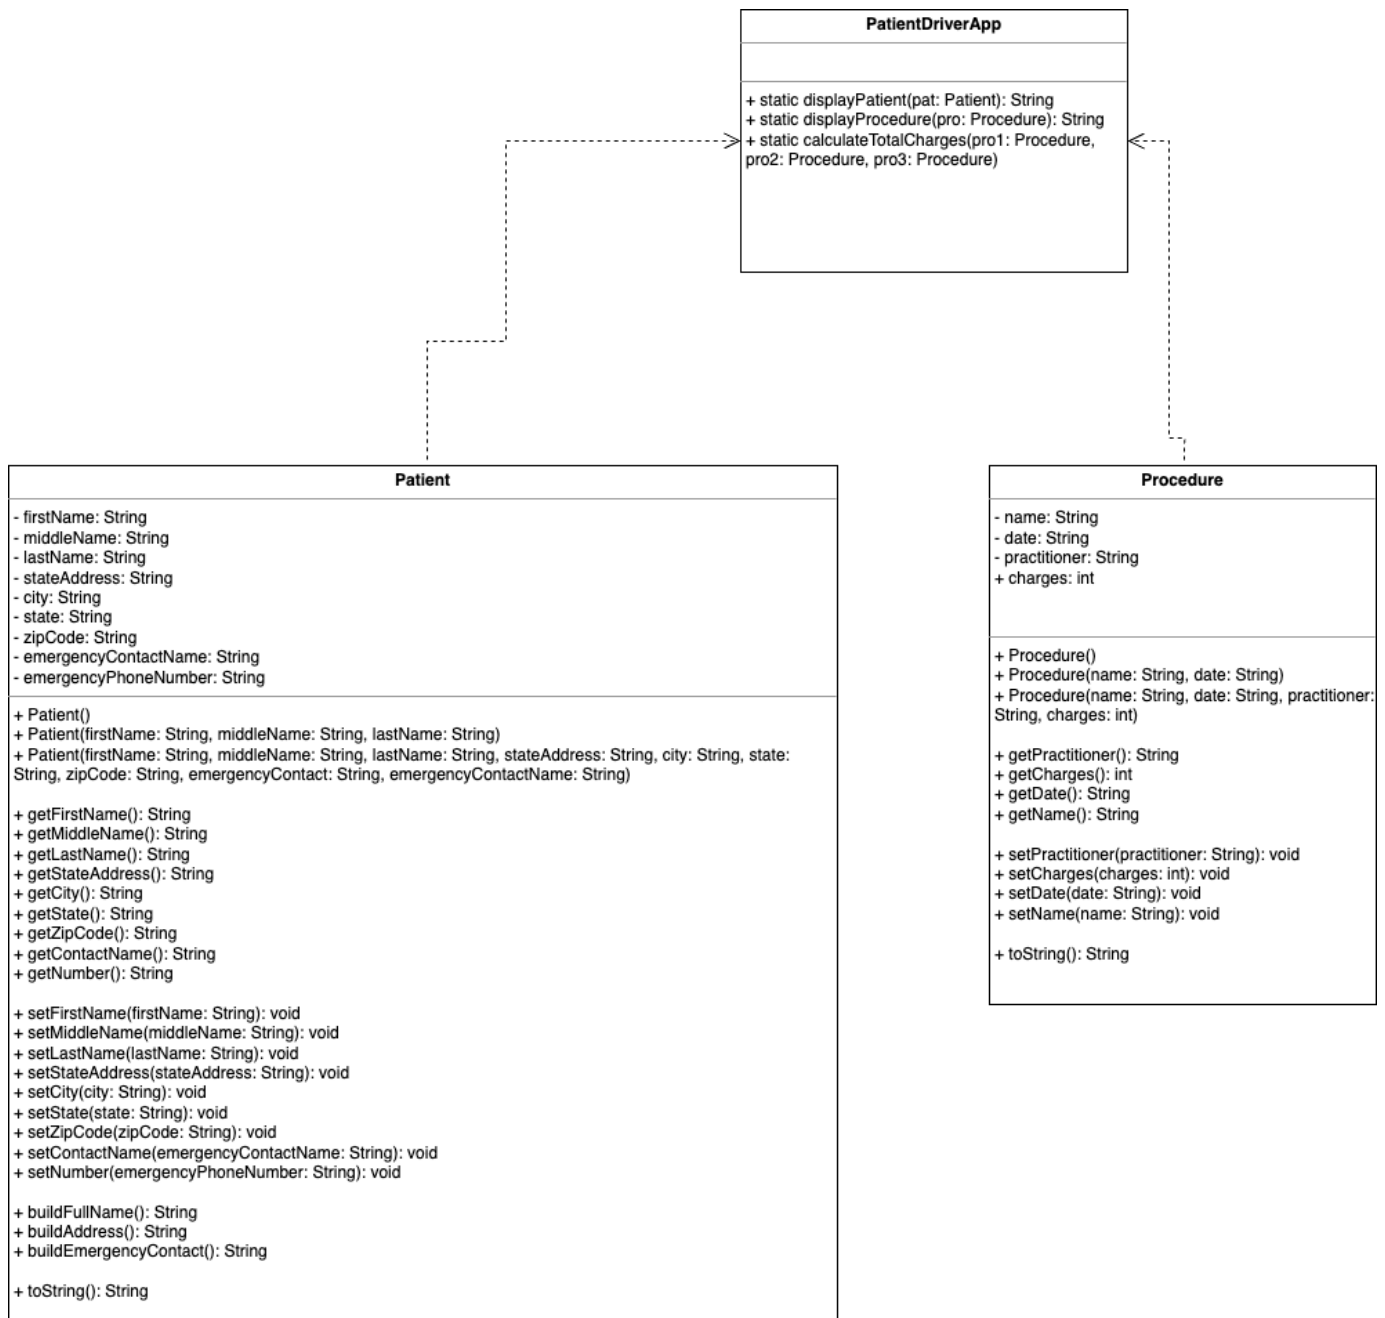 PatientDriverApp
+ static displayPatient(pat: Patient): String
+ static displayProcedure(pro: Procedure): String
+ static calculateTotalCharges(pro1: Procedure,
pro2: Procedure, pro3: Procedure)
Patient
- firstName: String
- middleName: String
- lastName: String
- stateAddress: String
- city: String
- state: String
- zipCode: String
- emergencyContactName: String
- emergencyPhoneNumber: String
+ Patient()
+ Patient(firstName: String, middleName: String, lastName: String)
+ Patient(firstName: String, middleName: String, lastName: String, stateAddress: String, city: String, state:
String, zipCode: String, emergencyContact: String, emergencyContactName: String)
+ getFirstName(): String
+ getMiddleName(): String
+ getLastName(): String
+ getStateAddress(): String
+ getCity(): String
+ getState(): String
+ getZipCode(): String
+ getContactName(): String
+ getNumber(): String
+ setFirstName(firstName: String): void
+ setMiddleName(middleName: String): void
+ setLastName(lastName: String): void
+ setStateAddress(stateAddress: String): void
+ setCity(city: String): void
+ setState(state: String): void
+ setZipCode(zipCode: String): void
+ setContactName(emergencyContactName: String): void
+ setNumber(emergencyPhoneNumber: String): void
+ buildFullName(): String
+ buildAddress(): String
+ buildEmergencyContact(): String
+ toString(): String
Procedure
- name: String
- date: String
- practitioner: String
+ charges: int
+ Procedure()
+ Procedure(name: String, date: String)
+ Procedure(name: String, date: String, practitioner:
String, charges: int)
+ getPractitioner(): String
+ getCharges(): int
+ getDate(): String
+ getName(): String
+ setPractitioner(practitioner: String): void
+ setCharges(charges: int): void
+ setDate(date: String): void
+ setName(name: String): void
+ toString(): String